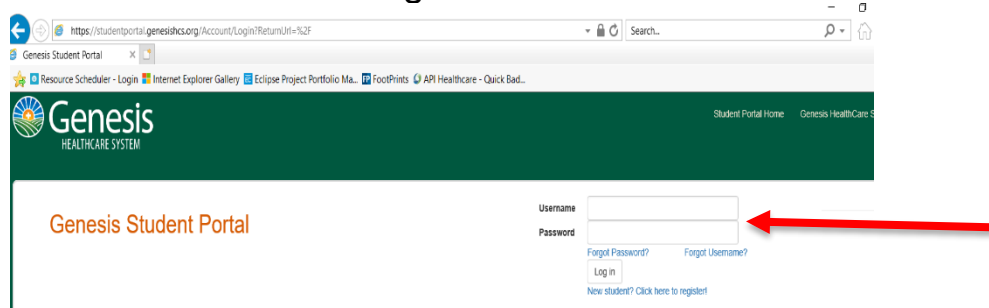 https://studentportal.genesishcs.org/Account/Login?ReturnUrl=%2F Search...
Genesis Student Portal
Resource Scheduler - Login Internet Explorer Gallery Eclipse Project Portfolio Ma... FootPrints API Healthcare - Quick Bad...
Genesis
HEALTHCARE SYSTEM
Student Portal Home Genesis HealthCare S
Genesis Student Portal
Username
Password
Forgot Password? Forgot Username?
Log in
New student? Click here to register!